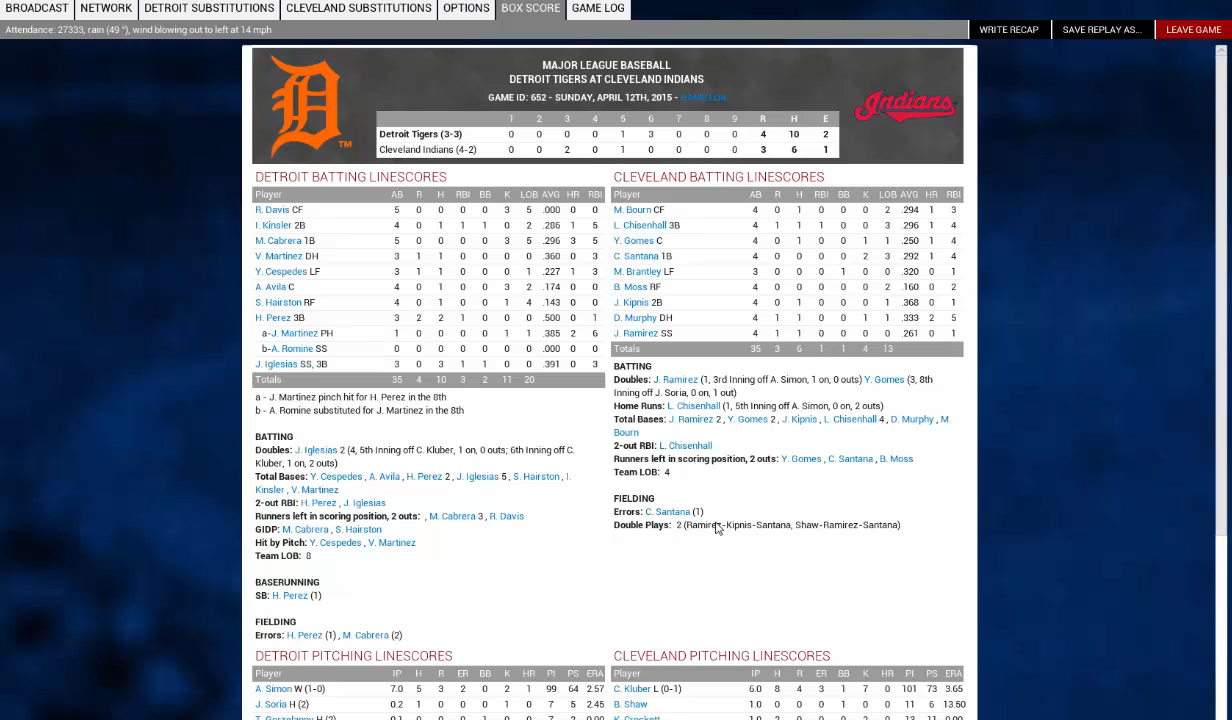 BROADCAST NETWORK DETROIT SUBSTITUTIONS CLEVELAND SUBSTITUTIONS OPTIONS BOX SCORE GAME LOG
Attendance: 27333, rain (49 °), wind blowing out to left at 14 mph
WRITE RECAP SAVE REPLAY AS... LEAVE GAME
D TM
MAJOR LEAGUE BASEBALL
DETROIT TIGERS AT CLEVELAND INDIANS
GAME ID: 652 - SUNDAY, APRIL 12TH, 2015 - GAME LOG
Indians
1 2 3 4 5 6 7 8 9 R H E
Detroit Tigers (3-3) 0 0 0 0 1 3 0 0 0 4 10 2
Cleveland Indians (4-2) 0 0 2 0 1 0 0 0 0 3 6 1
DETROIT BATTING LINESCORES
Player AB R H RBI BB K LOB AVG HR RBI
R. Davis CF 5 0 0 0 0 3 5 .000 0 0
I. Kinsler 2B 4 0 1 1 1 0 2 .286 1 5
M. Cabrera 1B 5 0 0 0 0 3 5 .296 3 5
V. Martinez DH 3 1 1 0 0 0 0 .360 0 3
Y. Cespedes LF 3 1 1 0 0 0 1 .227 1 3
A. Avila C 4 0 1 0 0 3 2 .174 0 0
S. Hairston RF 4 0 1 0 0 1 4 .143 0 0
H. Perez 3B 3 2 2 1 0 0 0 .500 0 1
a-J. Martinez PH 1 0 0 0 0 1 1 .385 2 6
b-A. Romine SS 0 0 0 0 0 0 0 .000 0 0
J. Iglesias SS, 3B 3 0 3 1 1 0 0 .391 0 3
Totals 35 4 10 3 2 11 20
a - J. Martinez pinch hit for H. Perez in the 8th
b - A. Romine substituted for J. Martinez in the 8th
BATTING
Doubles: J. Iglesias 2 (4, 5th Inning off C. Kluber, 1 on, 0 outs; 6th Inning off C.
Kluber, 1 on, 2 outs)
Total Bases: Y. Cespedes , A. Avila , H. Perez 2 , J. Iglesias 5 , S. Hairston , I.
Kinsler , V. Martinez
2-out RBI: H. Perez , J. Iglesias
Runners left in scoring position, 2 outs: , M. Cabrera 3 , R. Davis
GIDP: M. Cabrera , S. Hairston
Hit by Pitch: Y. Cespedes , V. Martinez
Team LOB: 8
BASERUNNING
SB: H. Perez (1)
FIELDING
Errors: H. Perez (1) , M. Cabrera (2)
DETROIT PITCHING LINESCORES
Player IP H R ER BB K HR PI PS ERA
A. Simon W (1-0) 7.0 5 3 2 0 2 1 99 64 2.57
J. Soria H (2) 0.2 1 0 0 0 1 0 7 5 2.45
T. Gorzelanny H (2) 0.1 0 0 0 1 0 0 7 2 0.00
CLEVELAND BATTING LINESCORES
Player AB R H RBI BB K LOB AVG HR RBI
M. Bourn CF 4 0 1 0 0 0 2 .294 1 3
L. Chisenhall 3B 4 1 1 1 0 0 3 .296 1 4
Y. Gomes C 4 0 1 0 0 1 1 .250 1 4
C. Santana 1B 4 0 0 0 0 2 3 .292 1 4
M. Brantley LF 3 0 0 0 1 0 0 .320 0 1
B. Moss RF 4 0 0 0 0 0 2 .160 0 2
J. Kipnis 2B 4 0 1 0 0 0 1 .368 0 1
D. Murphy DH 4 1 1 0 0 1 1 .333 2 5
J. Ramirez SS 4 1 1 0 0 0 0 .261 0 1
Totals 35 3 6 1 1 4 13
BATTING
Doubles: J. Ramirez (1, 3rd Inning off A. Simon, 1 on, 0 outs) Y. Gomes (3, 8th
Inning off J. Soria, 0 on, 1 out)
Home Runs: L. Chisenhall (1, 5th Inning off A. Simon, 0 on, 2 outs)
Total Bases: J. Ramirez 2 , Y. Gomes 2 , J. Kipnis , L. Chisenhall 4 , D. Murphy , M.
Bourn
2-out RBI: L. Chisenhall
Runners left in scoring position, 2 outs: Y. Gomes , C. Santana , B. Moss
Team LOB: 4
FIELDING
Errors: C. Santana (1)
Double Plays: 2 (Ramirez-Kipnis-Santana, Shaw-Ramirez-Santana)
CLEVELAND PITCHING LINESCORES
Player IP H R ER BB K HR PI PS ERA
C. Kluber L (0-1) 6.0 8 4 3 1 7 0 101 73 3.65
B. Shaw 1.0 0 0 0 0 1 0 11 6 13.50
K. Crockett 1.0 2 0 0 0 1 0 13 11 0.00